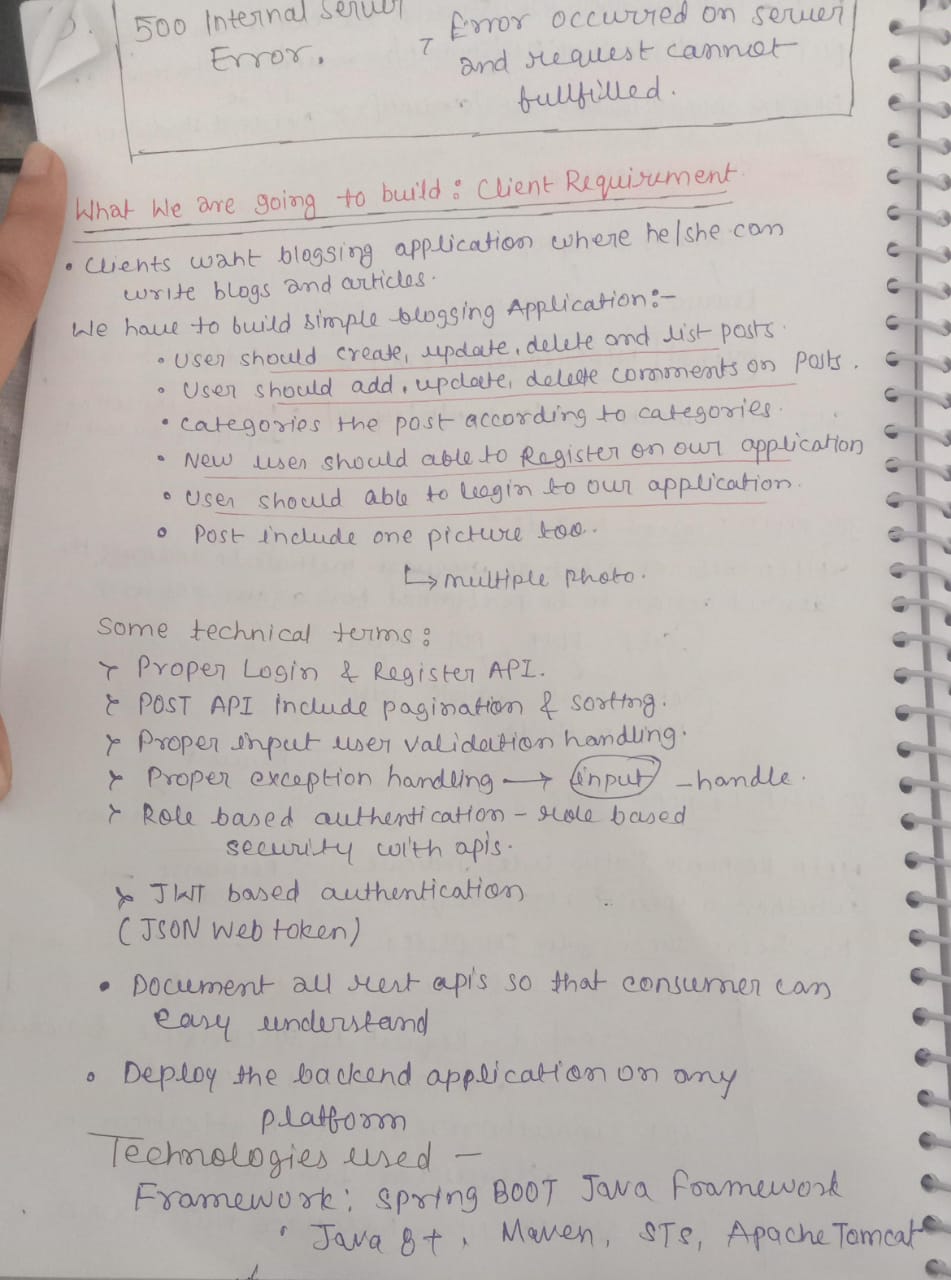 500 Internal Server
Error.
Error occurred on server
and request cannot
fullfilled.
What We are going to build: Client Requirement
• Clients want blogging application where he/she can
write blogs and articles.
We have to build simple blogging Application:-
• User should create, update, delete and list posts.
• User should add, update, delete comments on posts.
• Categories the post according to categories.
• New user should able to Register on our application
• User should able to login to our application.
• Post include one picture too.
↳ multiple photo.
Some technical terms:
> Proper Login & Register API.
> POST API include pagination & sorting.
> Proper input user validation handling.
> Proper exception handling → input - handle.
> Role based authentication - role based
security with apis.
> JWT based authentication
(JSON Web token)
• Document all rest apis so that consumer can
easy understand
• Deploy the backend application on any
platform
Technologies used -
Framework: Spring BOOT Java Framework
• Java 8+, Maven, STS, Apache Tomcat